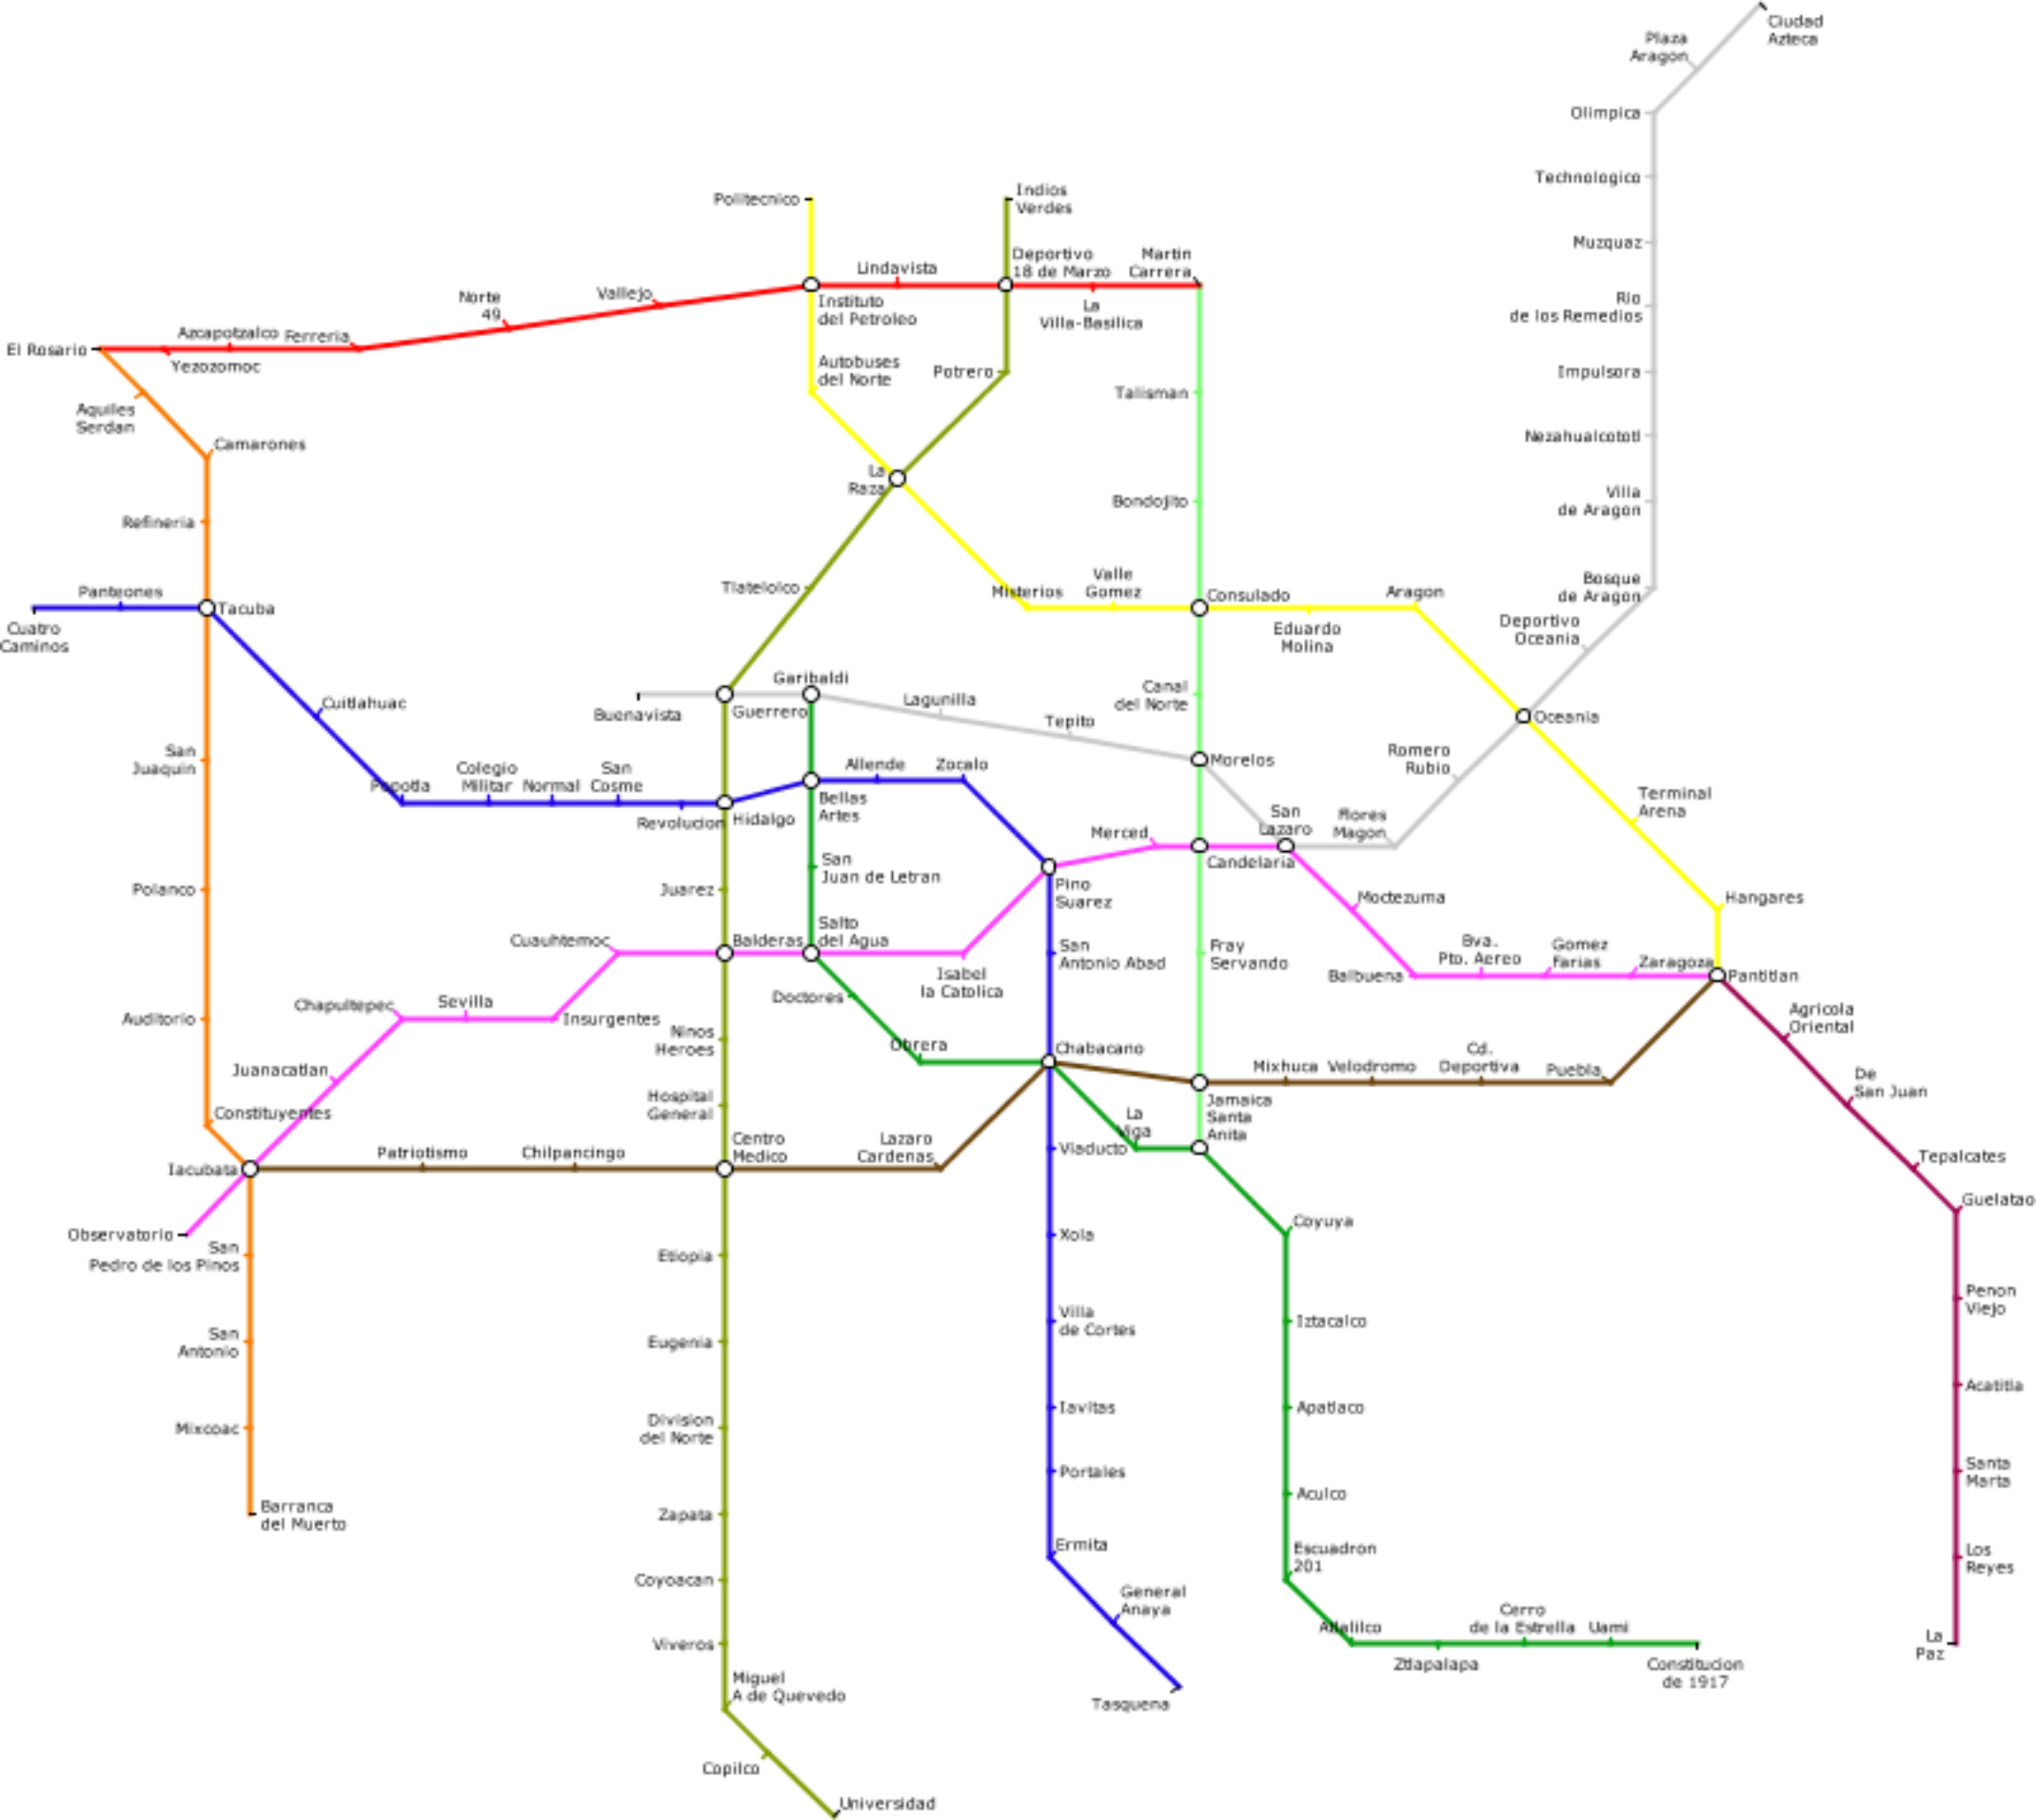 Ciudad
Azteca
Plaza
Aragon
Olimpica
Technologico
Politecnico
Indios
Verdes
Muzquaz
Deportivo
18 de Marzo
Martin
Carrera
Lindavista
Vallejo
Norte
49
Instituto
del Petroleo
La
Villa-Basilica
Rio
de los Remedios
Azcapotzalco
Ferreria
El Rosario
Yezozomoc
Autobuses
del Norte
Potrero
Impulsora
Talisman
Aquiles
Serdan
Camarones
Nezahualcototl
La
Raza
Villa
de Aragon
Bondojito
Refineria
Tlatelolco
Misterios
Valle
Gomez
Consulado
Aragon
Bosque
de Aragon
Panteones
Tacuba
Cuatro
Caminos
Eduardo
Molina
Deportivo
Oceania
Garibaldi
Lagunilla
Canal
del Norte
Cuitlahuac
Buenavista
Guerrero
Tepito
Oceania
San
Juaquin
Morelos
Romero
Rubio
Popotla
Colegio
Militar
Normal
San
Cosme
Allende
Zocalo
Revolucion
Hidalgo
Bellas
Artes
Terminal
Arena
Merced
San
Lazaro
Flores
Magon
Candelaria
San
Juan de Letran
Polanco
Juarez
Pino
Suarez
Moctezuma
Hangares
Cuauhtemoc
Balderas
Salto
del Agua
San
Antonio Abad
Fray
Servando
Bva.
Pto. Aereo
Gomez
Farias
Zaragoza
Balbuena
Pantitlan
Isabel
la Catolica
Doctores
Chapultepec
Sevilla
Insurgentes
Auditorio
Agricola
Oriental
Ninos
Heroes
Obrera
Chabacano
Juanacatlan
Mixhuca
Velodromo
Cd.
Deportiva
Puebla
De
San Juan
Constituyentes
Hospital
General
Jamaica
Santa
Anita
La
Viga
Patriotismo
Chilpancingo
Centro
Medico
Lazaro
Cardenas
Viaducto
Iacubata
Tepalcates
Guelatao
Observatorio
San
Pedro de los Pinos
Etiopia
Xola
Coyuya
Penon
Viejo
San
Antonio
Eugenia
Villa
de Cortes
Iztacalco
Acatitla
Mixcoac
Division
del Norte
Iavitas
Apatlaco
Portales
Santa
Marta
Barranca
del Muerto
Zapata
Aculco
Ermita
Escuadron
201
Los
Reyes
Coyoacan
General
Anaya
Viveros
Atlalilco
Cerro
de la Estrella
Uami
Ztlapalapa
Constitucion
de 1917
La
Paz
Miguel
A de Quevedo
Tasquena
Copilco
Universidad